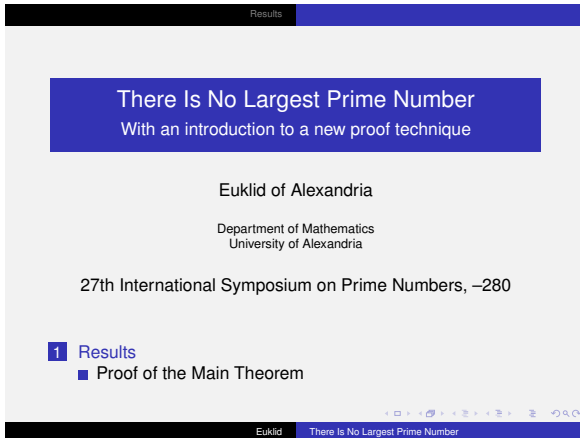 Results
There Is No Largest Prime Number
With an introduction to a new proof technique
Euklid of Alexandria
Department of Mathematics
University of Alexandria
27th International Symposium on Prime Numbers, –280
1 Results
Proof of the Main Theorem
Euklid There Is No Largest Prime Number